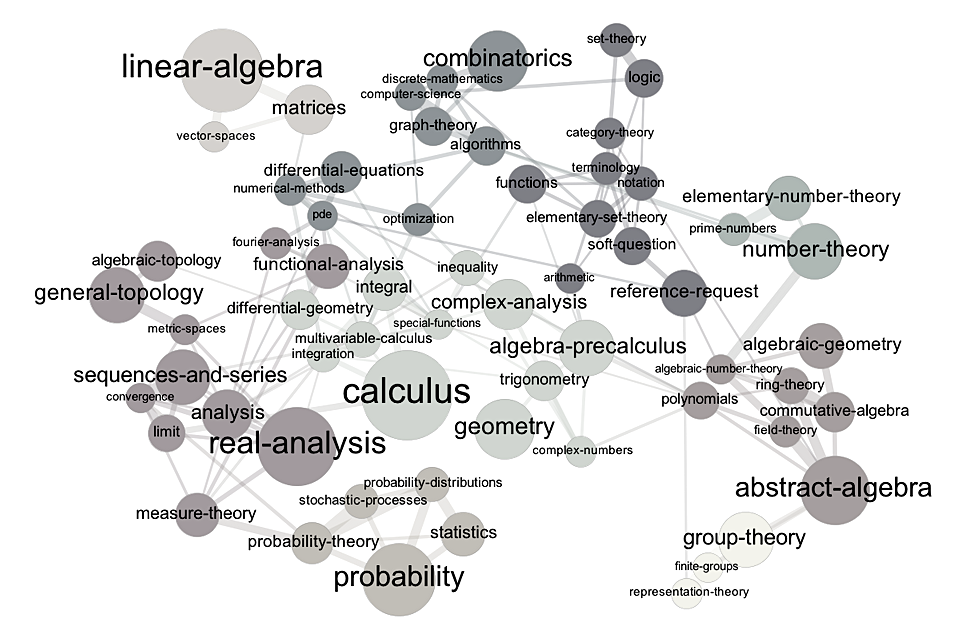 set-theory
combinatorics
linear-algebra
discrete-mathematics
logic
computer-science
matrices
graph-theory
category-theory
vector-spaces
algorithms
differential-equations
terminology
functions
notation
numerical-methods
elementary-number-theory
pde
optimization
elementary-set-theory
prime-numbers
fourier-analysis
soft-question
number-theory
algebraic-topology
functional-analysis
inequality
arithmetic
general-topology
integral
reference-request
differential-geometry
complex-analysis
metric-spaces
special-functions
multivariable-calculus
algebra-precalculus
algebraic-geometry
integration
algebraic-number-theory
sequences-and-series
trigonometry
ring-theory
calculus
convergence
polynomials
analysis
commutative-algebra
limit
geometry
field-theory
real-analysis
complex-numbers
probability-distributions
abstract-algebra
stochastic-processes
measure-theory
statistics
probability-theory
group-theory
finite-groups
probability
representation-theory